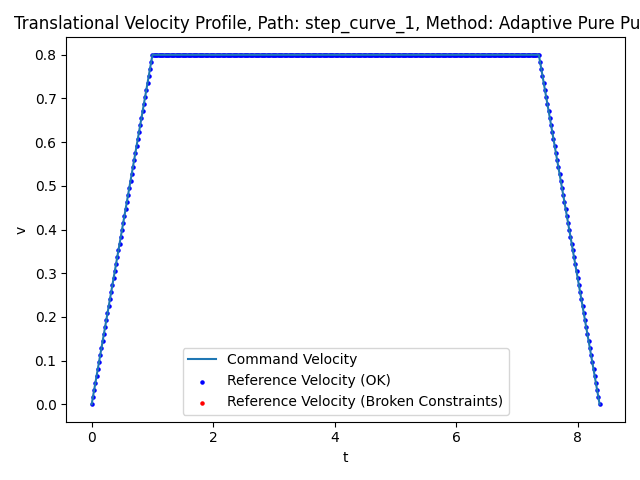 Translational Velocity Profile, Path: step_curve_1, Method: Adaptive Pure Pu
0.8
0.7
0.6
0.5
0.4
0.3
0.2
0.1
0.0
v
Command Velocity
Reference Velocity (OK)
Reference Velocity (Broken Constraints)
0 2 4 6 8
t